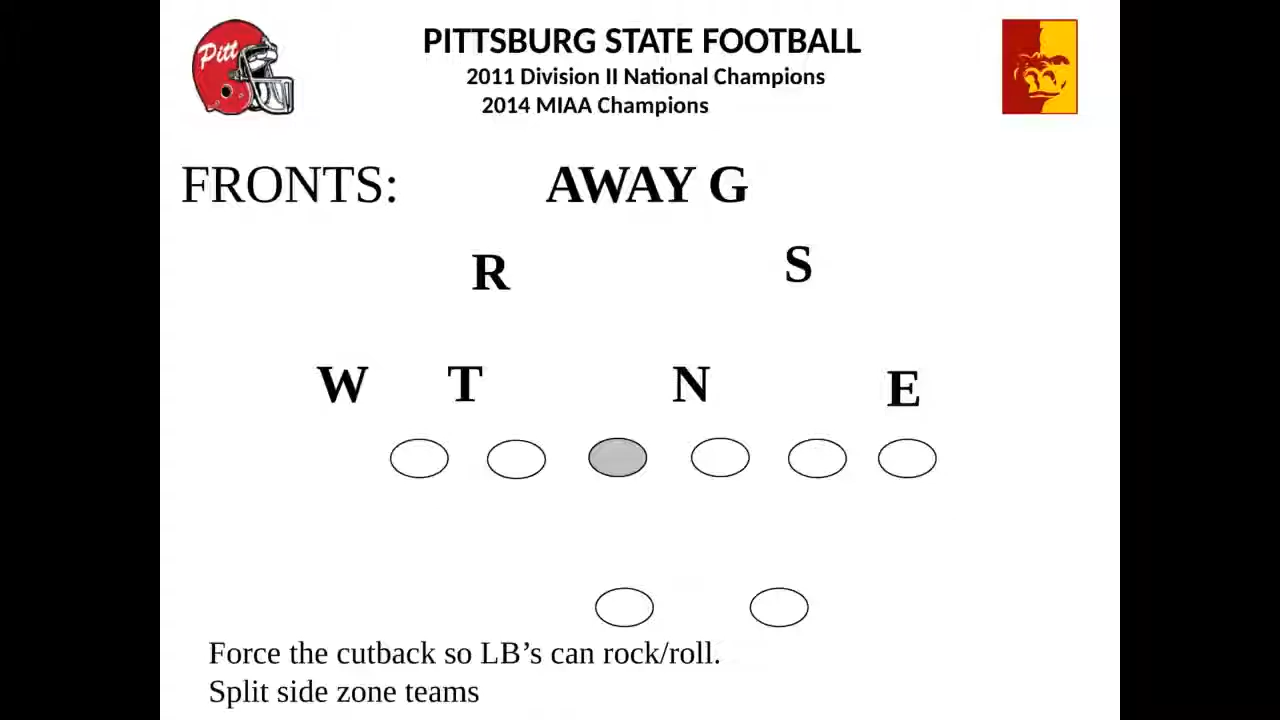 Pitt
PITTSBURG STATE FOOTBALL
2011 Division II National Champions
2014 MIAA Champions
FRONTS: AWAY G
R S
W T N E
Force the cutback so LB’s can rock/roll.
Split side zone teams